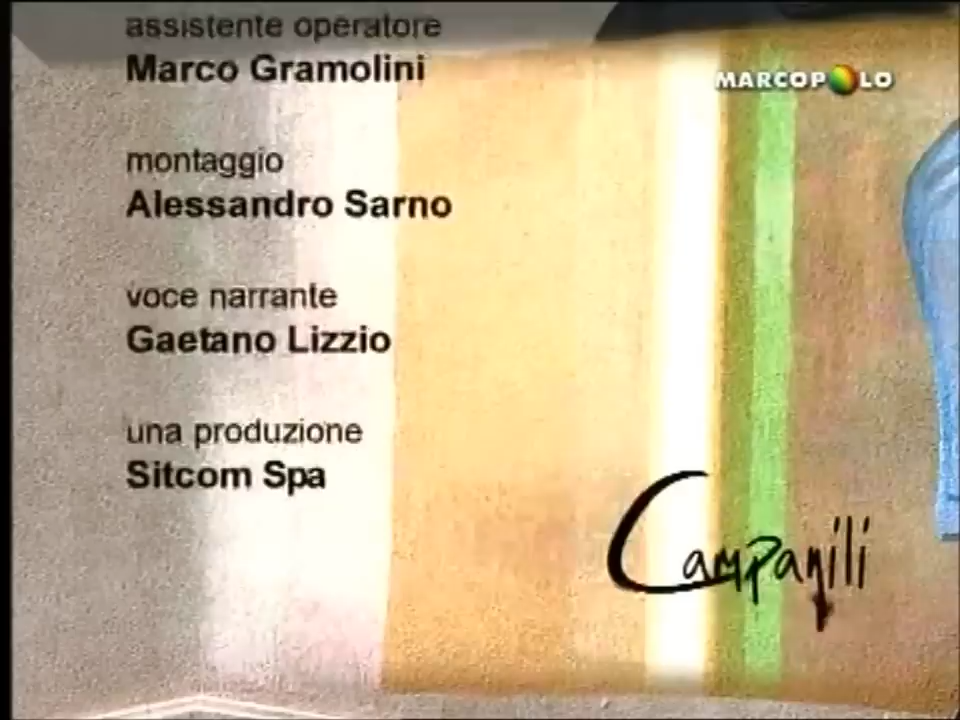 assistente operatore
Marco Gramolini
MARCOPOLO
montaggio
Alessandro Sarno
voce narrante
Gaetano Lizzio
una produzione
Sitcom Spa
Campanili